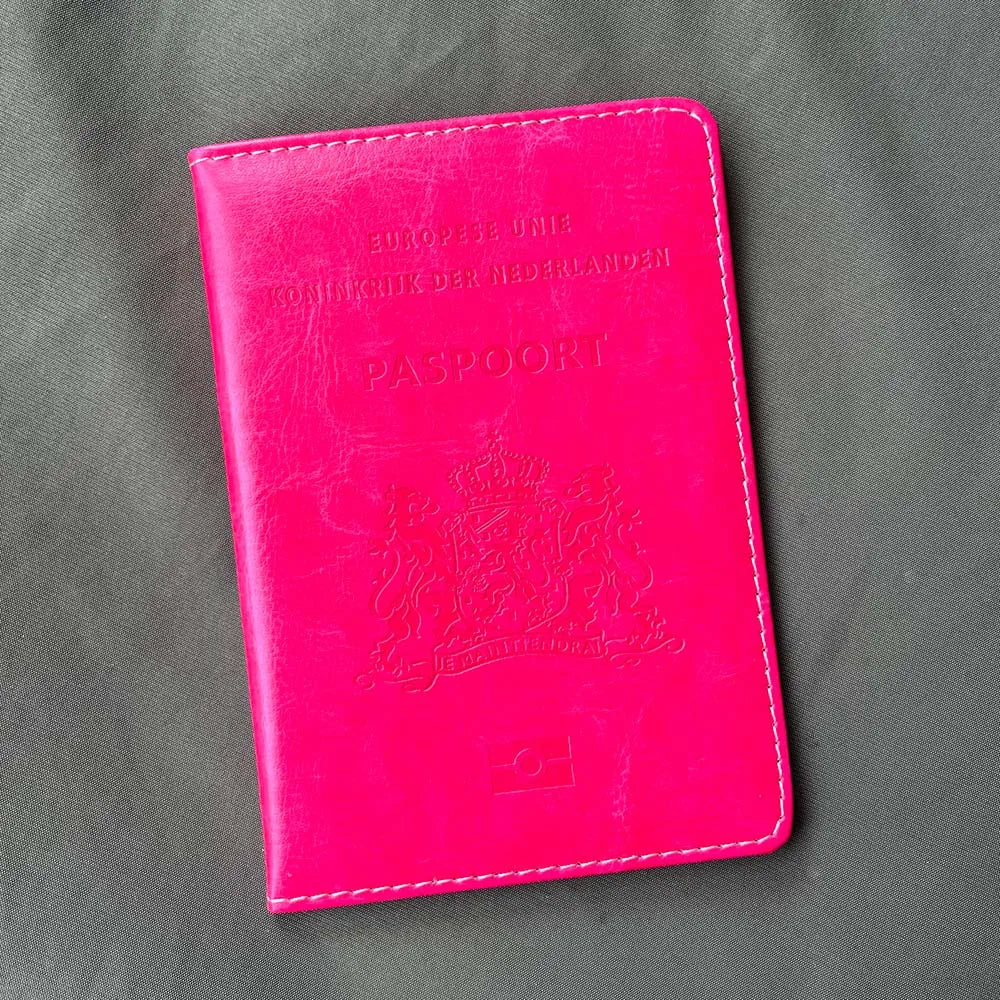 EUROPESE UNIE
KONINKRIJK DER NEDERLANDEN
PASPOORT
JE MAINTIENDRAI